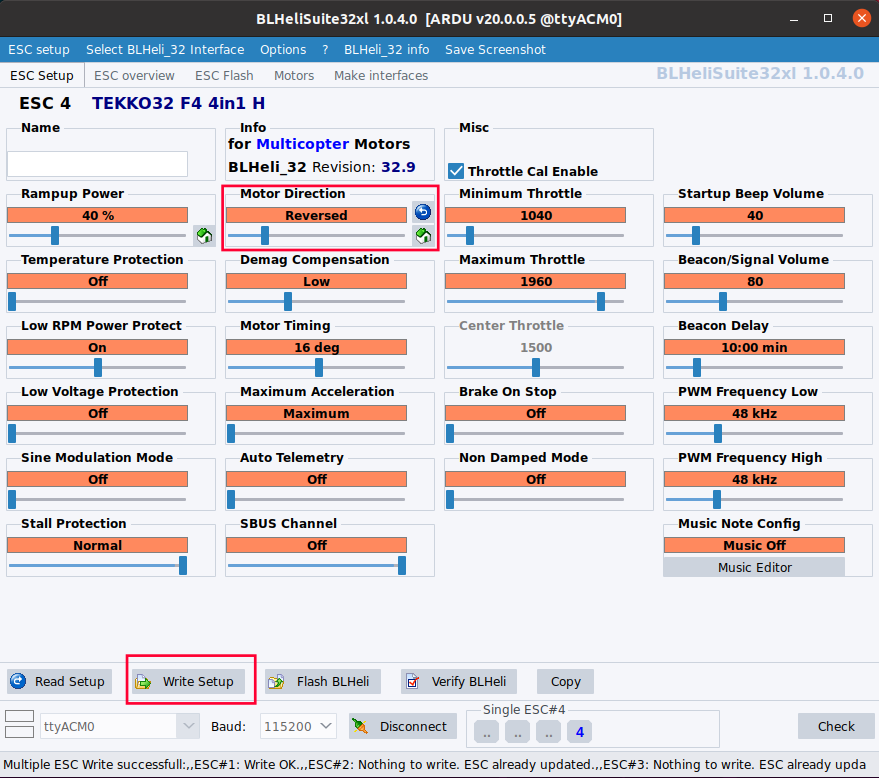 BLHeliSuite32xl 1.0.4.0 [ARDU v20.0.0.5 @ttyACM0]
ESC setup Select BLHeli_32 Interface Options ? BLHeli_32 info Save Screenshot
ESC Setup ESC overview ESC Flash Motors Make interfaces BLHeliSuite32xl 1.0.4.0
ESC 4 TEKKO32 F4 4in1 H
Name Info Misc
for Multicopter Motors
BLHeli_32 Revision: 32.9 Throttle Cal Enable
Rampup Power Motor Direction Minimum Throttle Startup Beep Volume
40 % Reversed 1040 40
Temperature Protection Demag Compensation Maximum Throttle Beacon/Signal Volume
Off Low 1960 80
Low RPM Power Protect Motor Timing Center Throttle Beacon Delay
On 16 deg 1500 10:00 min
Low Voltage Protection Maximum Acceleration Brake On Stop PWM Frequency Low
Off Maximum Off 48 kHz
Sine Modulation Mode Auto Telemetry Non Damped Mode PWM Frequency High
Off Off Off 48 kHz
Stall Protection SBUS Channel Music Note Config
Normal Off Music Off
Music Editor
Read Setup Write Setup Flash BLHeli Verify BLHeli Copy
Single ESC#4
ttyACM0 Baud: 115200 Disconnect .. .. .. 4 Check
Multiple ESC Write successfull:,,ESC#1: Write OK.,,ESC#2: Nothing to write. ESC already updated.,,ESC#3: Nothing to write. ESC already upda